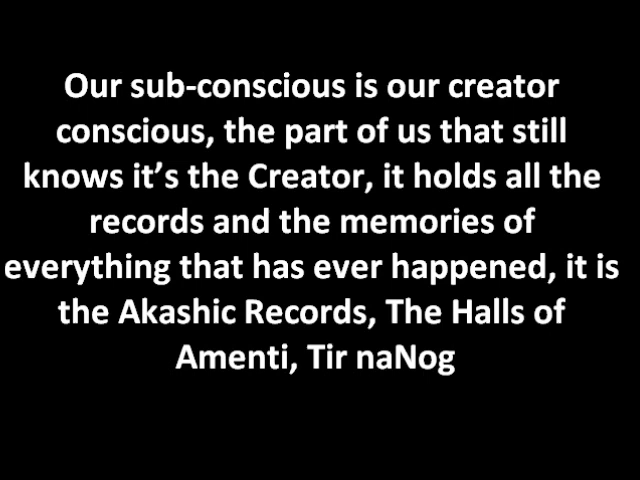 Our sub-conscious is our creator
conscious, the part of us that still
knows it’s the Creator, it holds all the
records and the memories of
everything that has ever happened, it is
the Akashic Records, The Halls of
Amenti, Tir naNog